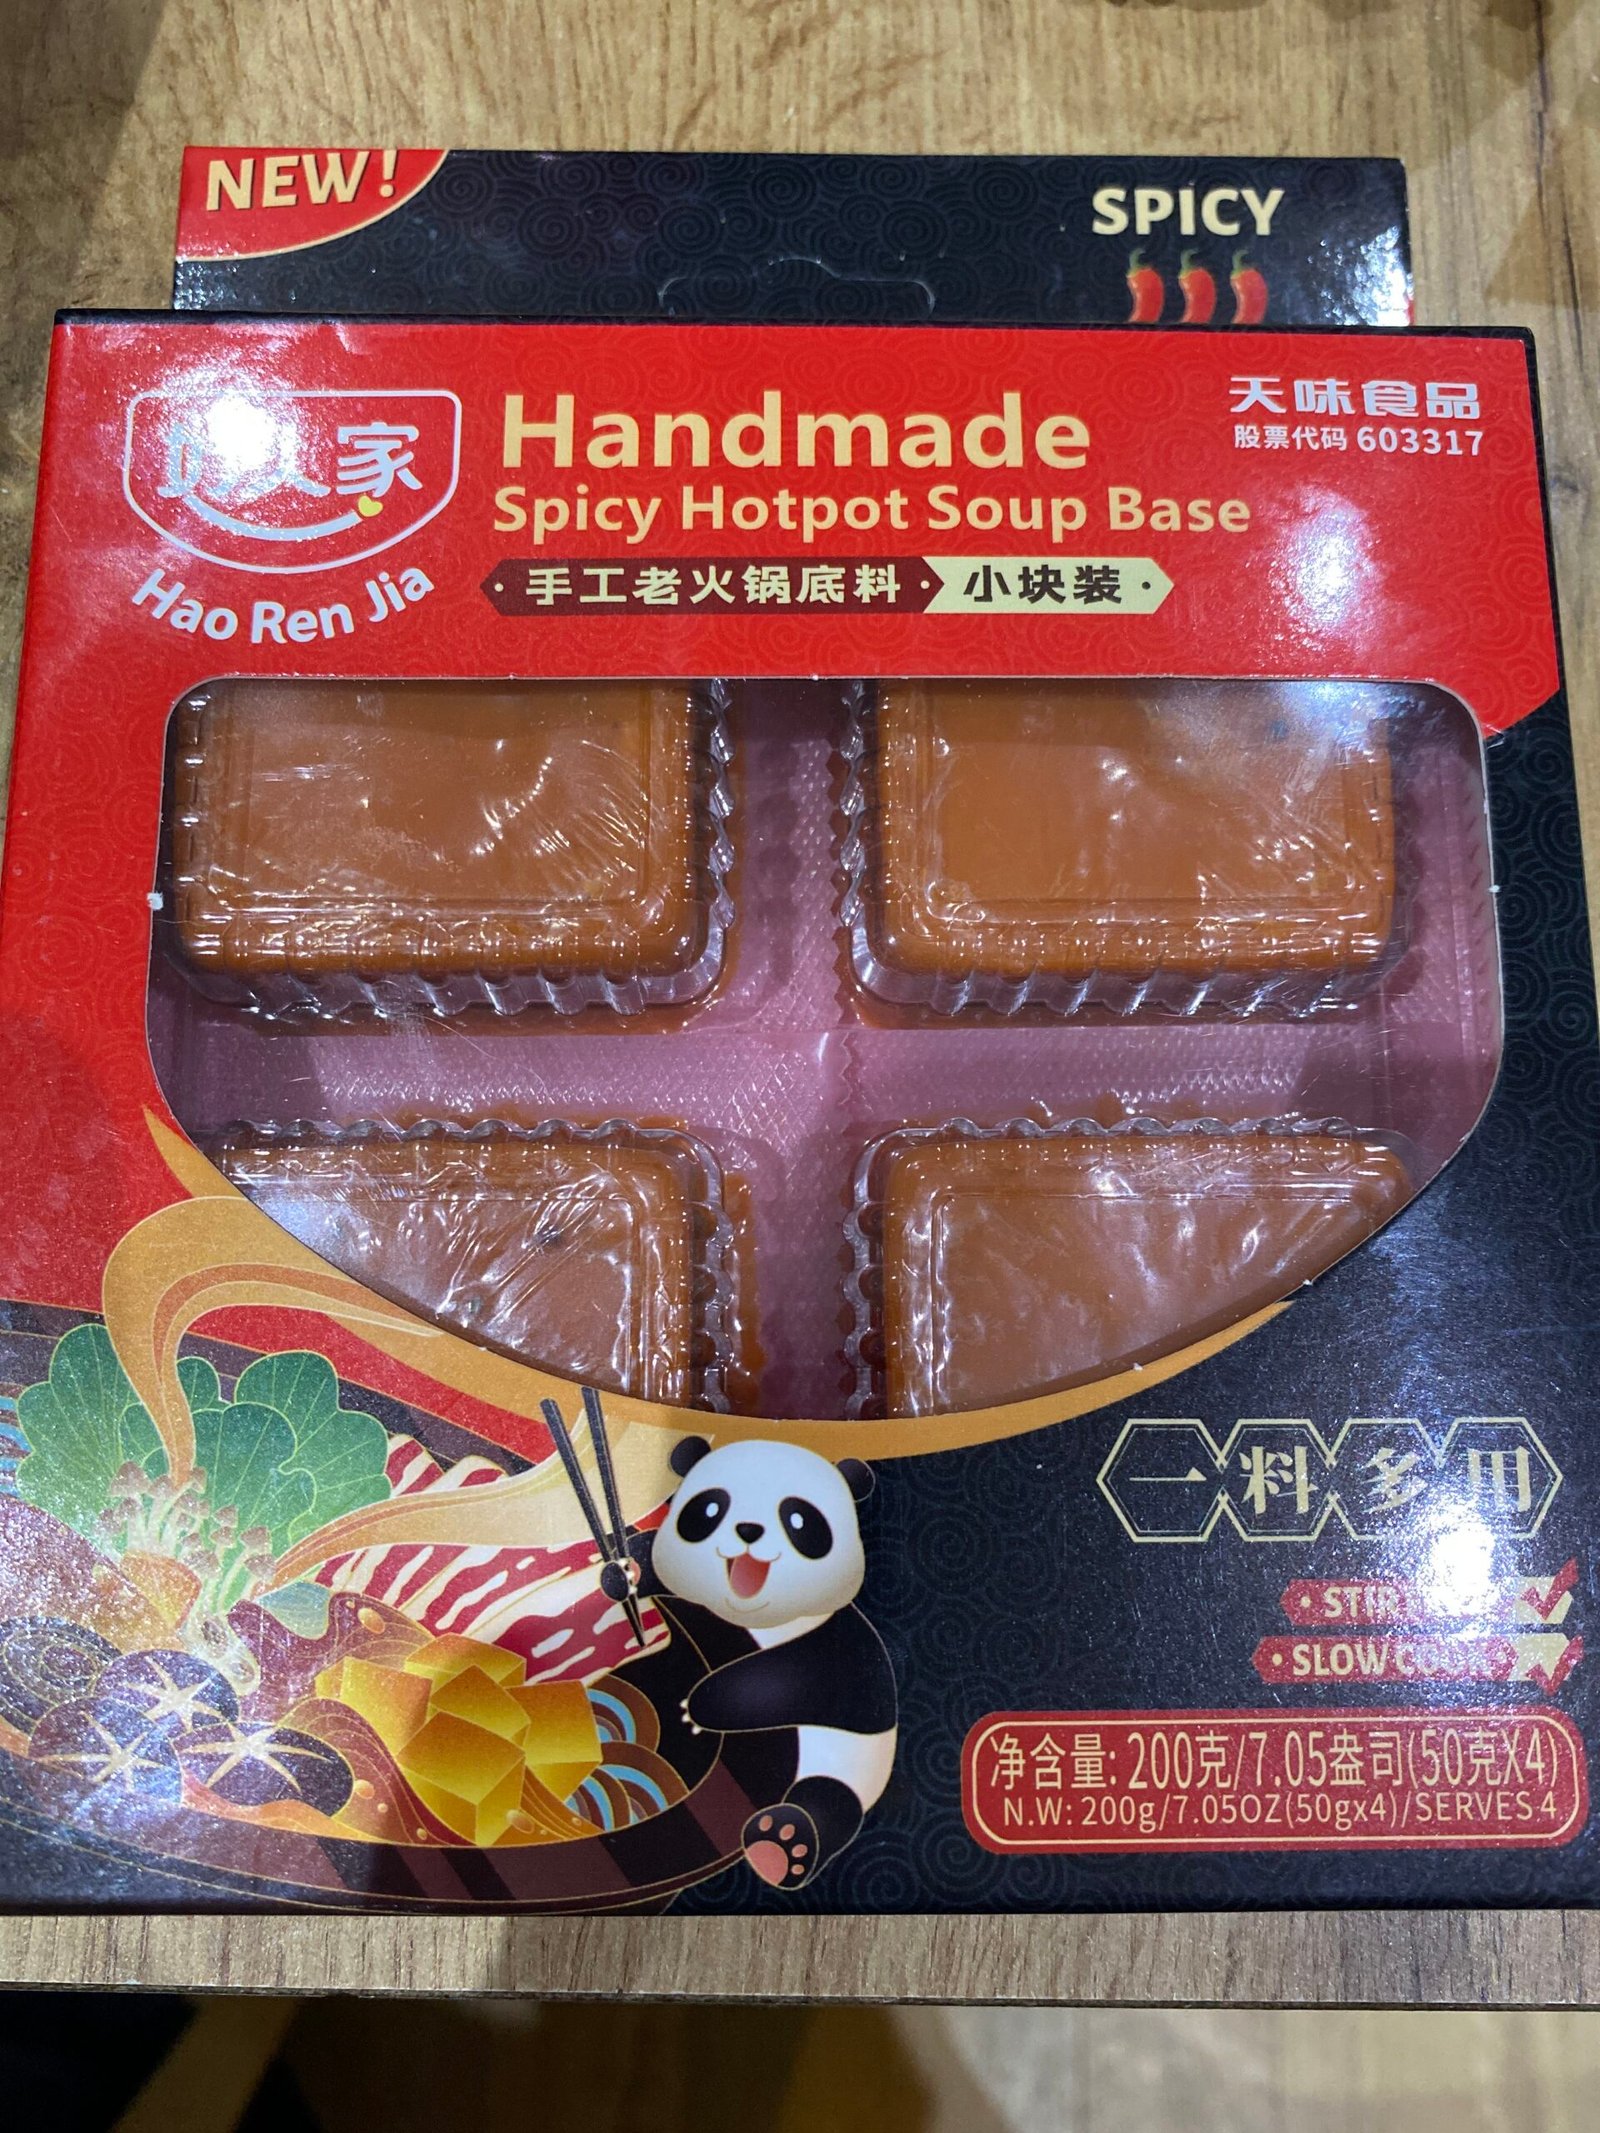 NEW!
SPICY
好人家
Hao Ren Jia
Handmade
Spicy Hotpot Soup Base
·手工老火锅底料·小块装·
天味食品
股票代码 603317
一料多用
· STIR
· SLOW
净含量: 200克/7.05盎司(50克X4)
N.W: 200g/7.05OZ(50gx4)/SERVES 4